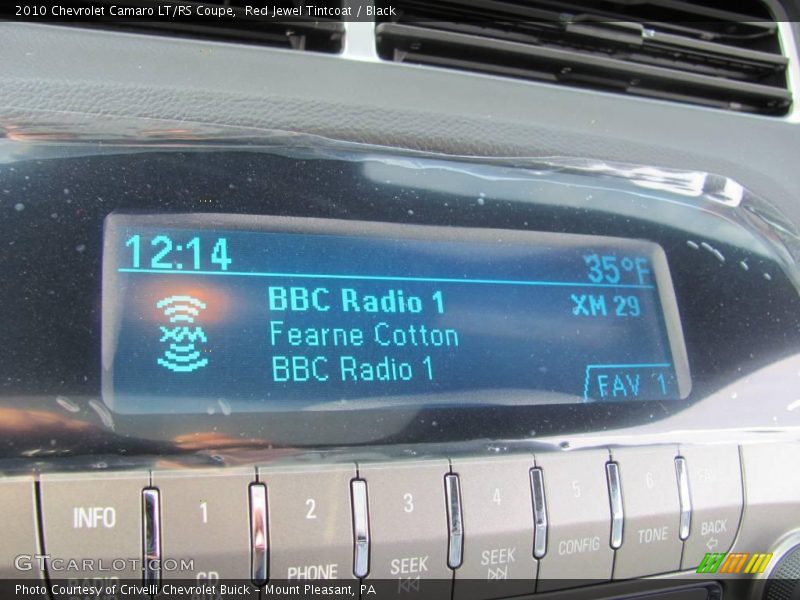 2010 Chevrolet Camaro LT/RS Coupe, Red Jewel Tintcoat / Black
12:14
35°F
BBC Radio 1
XM 29
XM
Fearne Cotton
BBC Radio 1
FAV 1
INFO
1
2
3
4
5
6
RADIO
CD
PHONE
SEEK
SEEK
CONFIG
TONE
BACK
GTCARLOT.COM
Photo Courtesy of Crivelli Chevrolet Buick - Mount Pleasant, PA